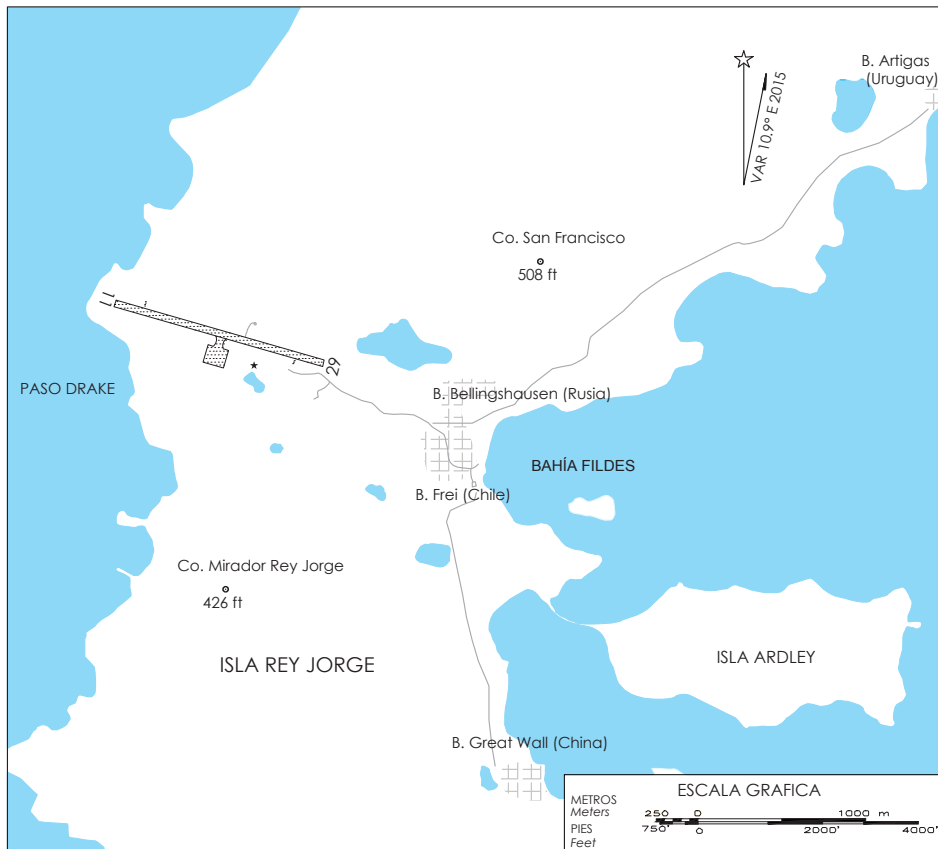 B. Artigas
(Uruguay)
VAR 10.9° E 2015
Co. San Francisco
508 ft
11
29
PASO DRAKE
B. Bellingshausen (Rusia)
BAHÍA FILDES
B. Frei (Chile)
Co. Mirador Rey Jorge
426 ft
ISLA REY JORGE
ISLA ARDLEY
B. Great Wall (China)
ESCALA GRAFICA
METROS
Meters
250 0 1000 m
PIES
Feet
750' 0 2000' 4000'